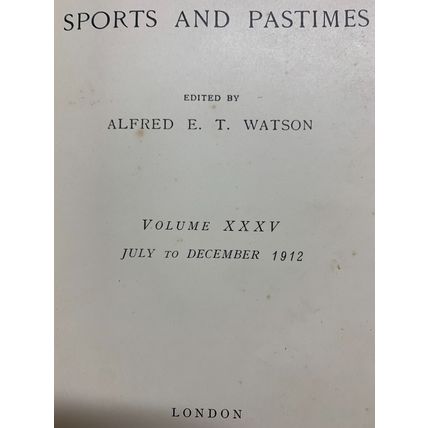 SPORTS AND PASTIMES
EDITED BY
ALFRED E. T. WATSON
VOLUME XXXV
JULY TO DECEMBER 1912
LONDON